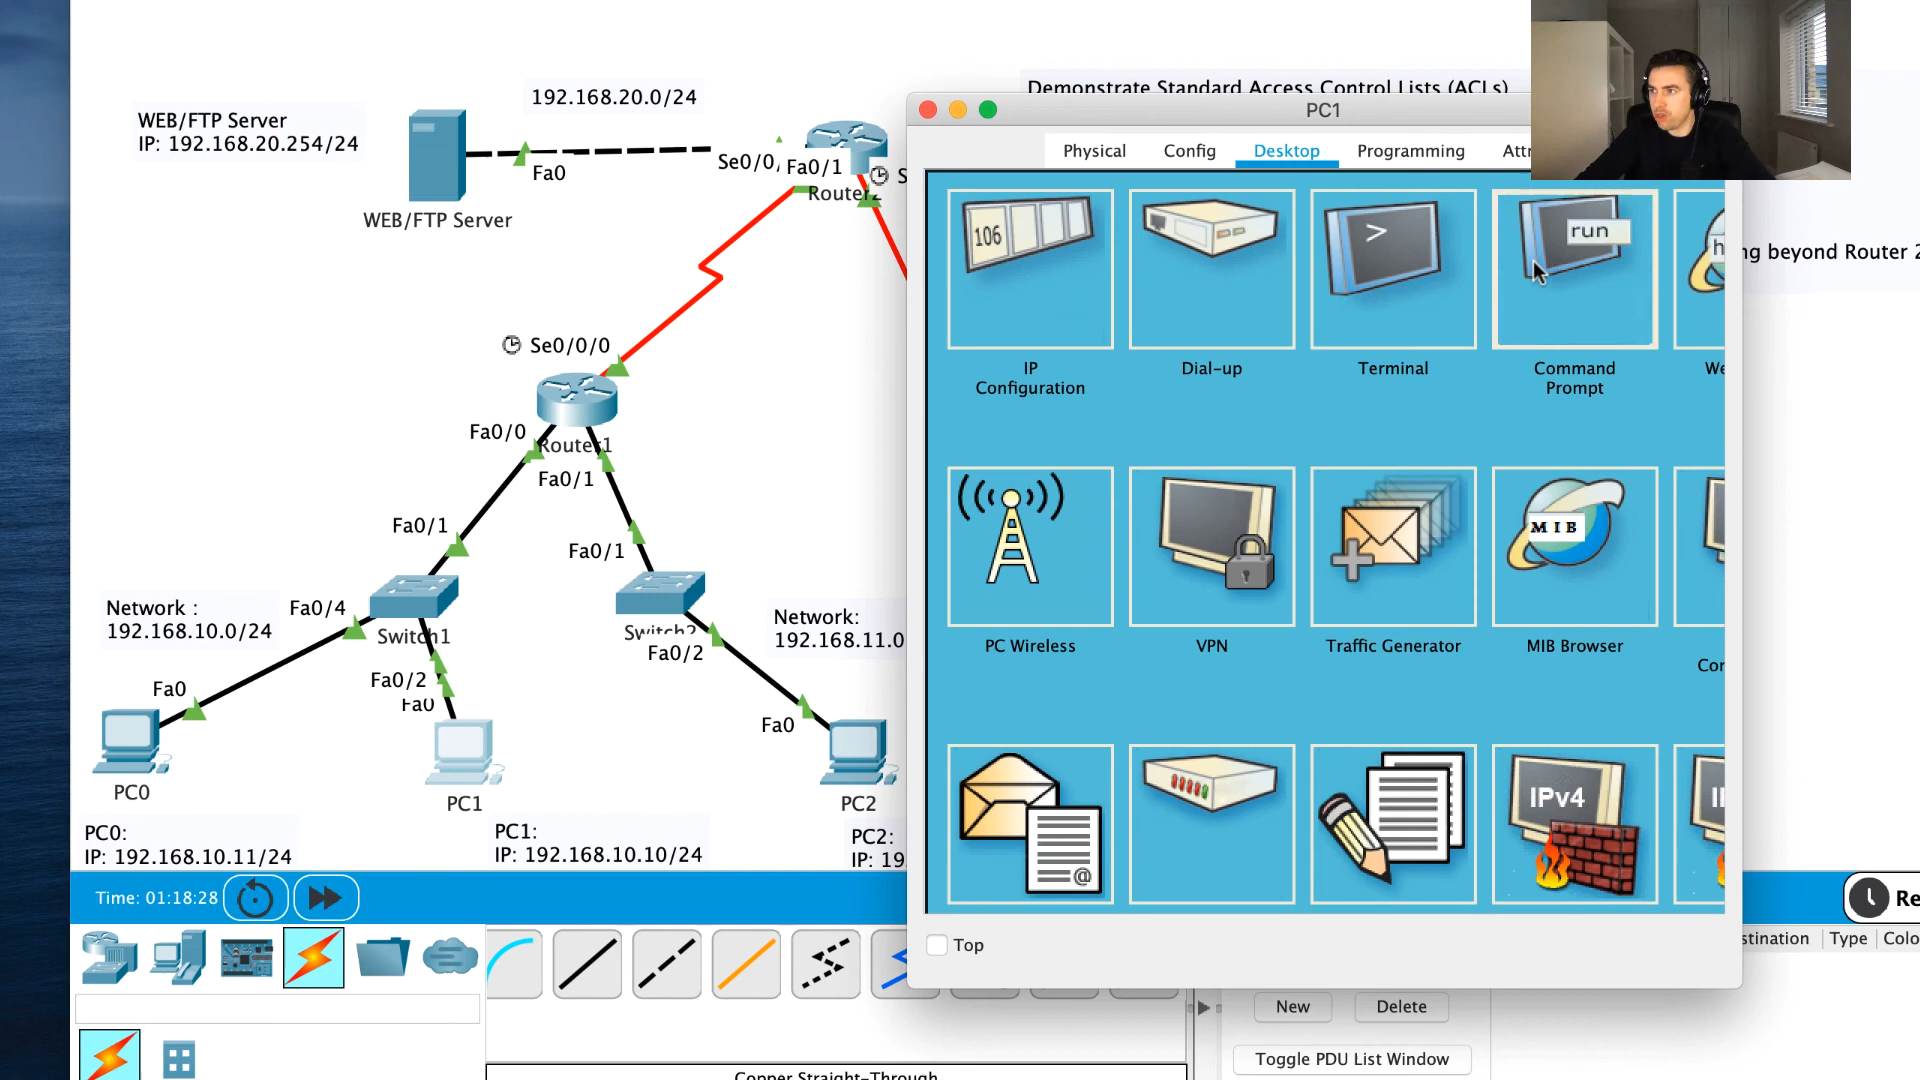 Demonstrate Standard Access Control Lists (ACLs)
192.168.20.0/24
WEB/FTP Server
IP: 192.168.20.254/24
Fa0
Se0/0/
Fa0/1
S
Router2
WEB/FTP Server
Se0/0/0
Router1
Fa0/0
Fa0/1
Fa0/1
Fa0/1
Network :
192.168.10.0/24
Fa0/4
Switch1
Switch2
Fa0/2
Network:
192.168.11.0
Fa0/2
Fa0
Fa0
Fa0
PC0
PC1
PC2
PC0:
IP: 192.168.10.11/24
PC1:
IP: 192.168.10.10/24
PC2:
IP: 19
PC1
Physical
Config
Desktop
Programming
Attr
106
>
run
h
IP
Configuration
Dial-up
Terminal
Command
Prompt
We
ng beyond Router 2
MIB
PC Wireless
VPN
Traffic Generator
MIB Browser
Cor
@
IPv4
Top
Time: 01:18:28
Re
stination
Type
Colo
New
Delete
Toggle PDU List Window
Copper Straight-Through